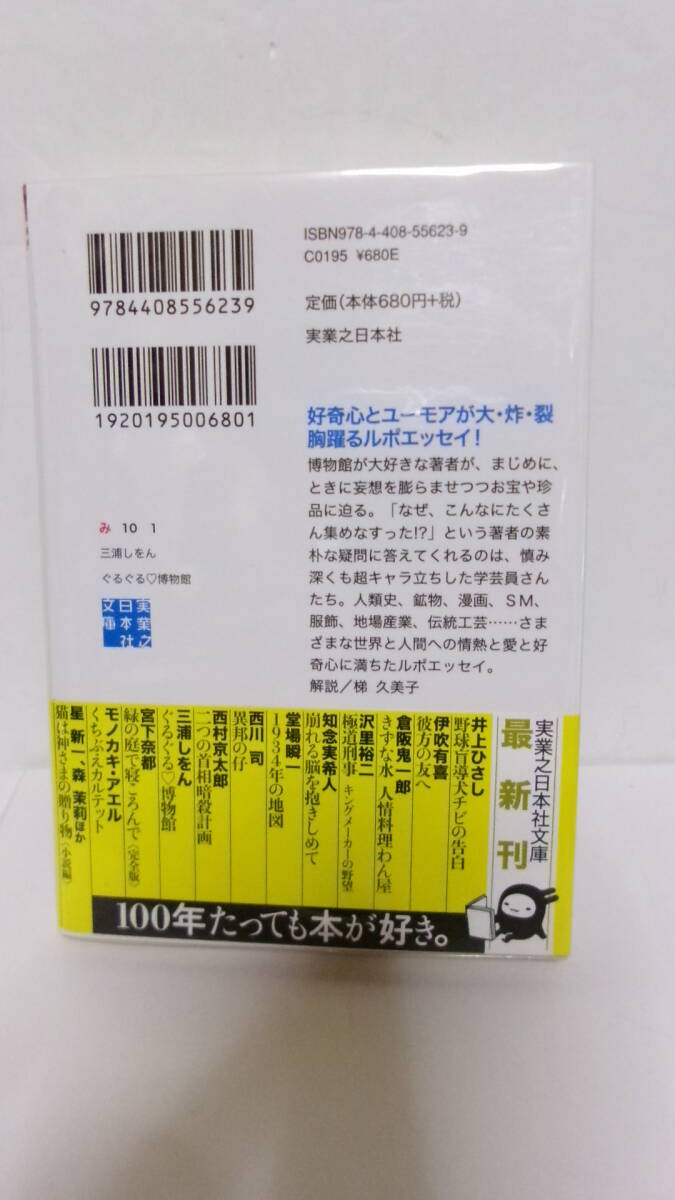 ISBN978-4-408-55623-9
C0195 ¥680E
9784408556239
定価(本体680円+税)
実業之日本社
1920195006801
好奇心とユーモアが大・炸・裂
胸躍るルポエッセイ!
博物館が大好きな著者が、まじめに、
ときに妄想を膨らませつつお宝や珍
品に迫る。「なぜ、こんなにたくさ
ん集めなすった!?」という著者の素
朴な疑問に答えてくれるのは、慎み
深くも超キャラ立ちした学芸員さん
たち。人類史、鉱物、漫画、SM、
服飾、地場産業、伝統工芸……さま
ざまな世界と人間への情熱と愛と好
奇心に満ちたルポエッセイ。
解説/梯 久美子
み 10 1
三浦しをん
ぐるぐる♡博物館
実業之
日本社
文庫
実業之日本社文庫
最新刊
井上ひさし
野球盲導犬チビの告白
伊吹有喜
彼方の友へ
倉阪鬼一郎
きずな水 人情料理わん屋
沢里裕二
極道刑事 キングメーカーの野望
知念実希人
崩れる脳を抱きしめて
堂場瞬一
1934年の地図
西川 司
異邦の仔
西村京太郎
二つの首相暗殺計画
三浦しをん
ぐるぐる♡博物館
宮下奈都
緑の庭で寝ころんで〈完全版〉
モノカキ・アエル
くちぶえカルテット
星 新一、森 茉莉ほか
猫は神さまの贈り物〈小説編〉
100年たっても本が好き。